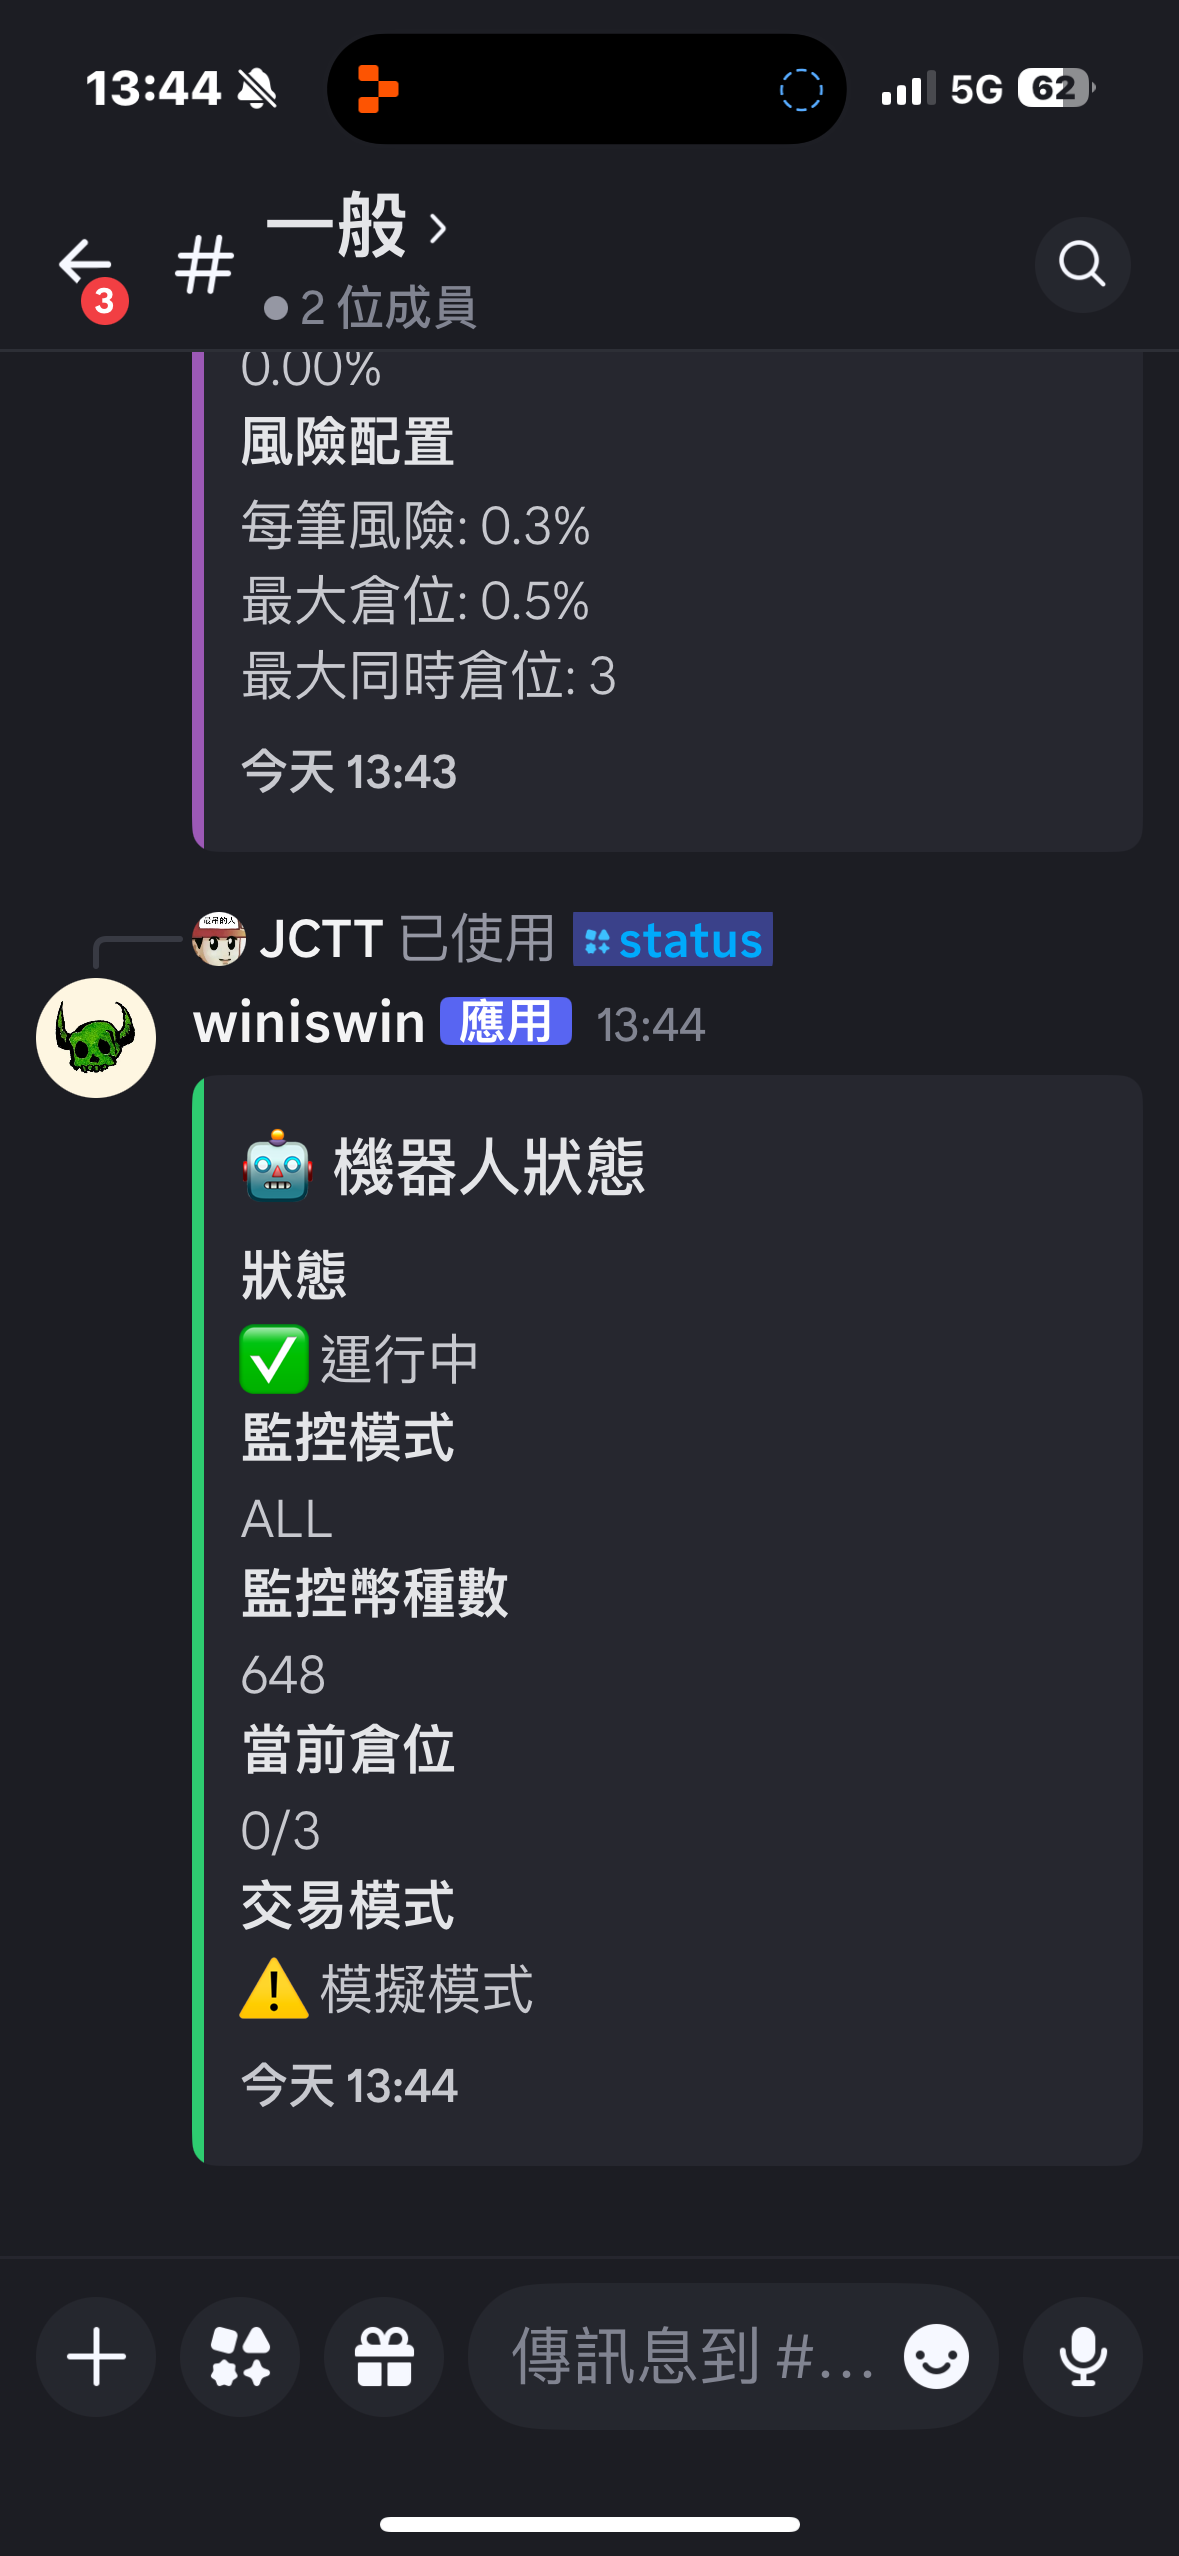 13:44
5G
62
一般
2 位成員
3
0.00%
風險配置
每筆風險: 0.3%
最大倉位: 0.5%
最大同時倉位: 3
今天 13:43
JCTT 已使用 status
winiswin 應用 13:44
🤖 機器人狀態
狀態
✅ 運行中
監控模式
ALL
監控幣種數
648
當前倉位
0/3
交易模式
⚠️ 模擬模式
今天 13:44
傳訊息到 #...